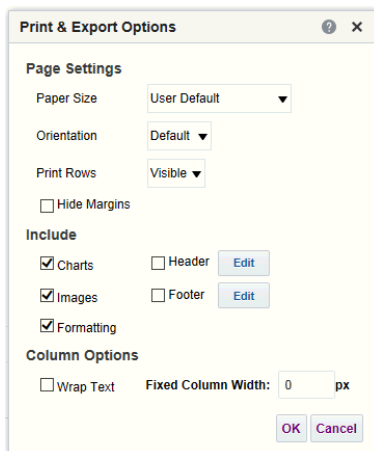 Print & Export Options
Page Settings
Paper Size User Default
Orientation Default
Print Rows Visible
Hide Margins
Include
Charts Header Edit
Images Footer Edit
Formatting
Column Options
Wrap Text Fixed Column Width: 0 px
OK Cancel